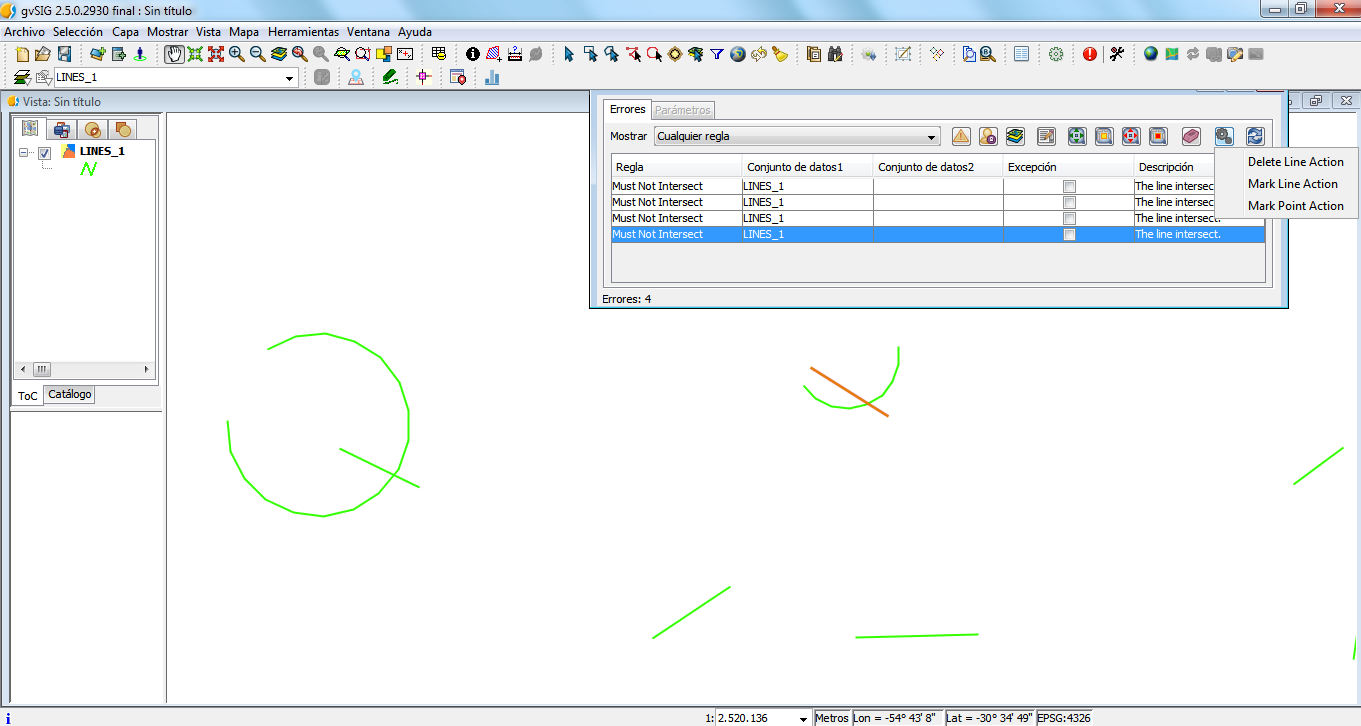 gvSIG 2.5.0.2930 final : Sin título
Archivo Selección Capa Mostrar Vista Mapa Herramientas Ventana Ayuda
LINES_1
Vista: Sin título
LINES_1
ToC Catálogo
Errores Parámetros
Mostrar Cualquier regla
Regla Conjunto de datos1 Conjunto de datos2 Excepción Descripción
Must Not Intersect LINES_1 The line intersect
Must Not Intersect LINES_1 The line intersect
Must Not Intersect LINES_1 The line intersect.
Must Not Intersect LINES_1 The line intersect.
Errores: 4
Delete Line Action
Mark Line Action
Mark Point Action
1: 2.520.136 Metros Lon = -54° 43' 8" Lat = -30° 34' 49" EPSG:4326